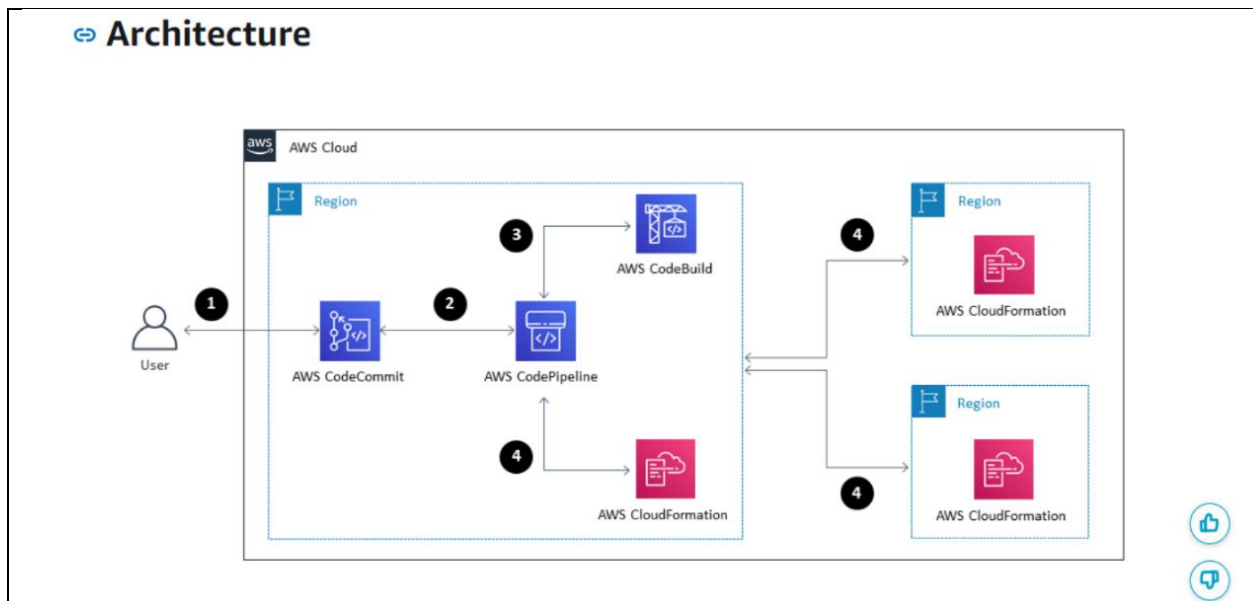 Architecture
aws
AWS Cloud
Region
3
AWS CodeBuild
1
User
AWS CodeCommit
2
AWS CodePipeline
4
AWS CloudFormation
4
Region
AWS CloudFormation
4
Region
AWS CloudFormation